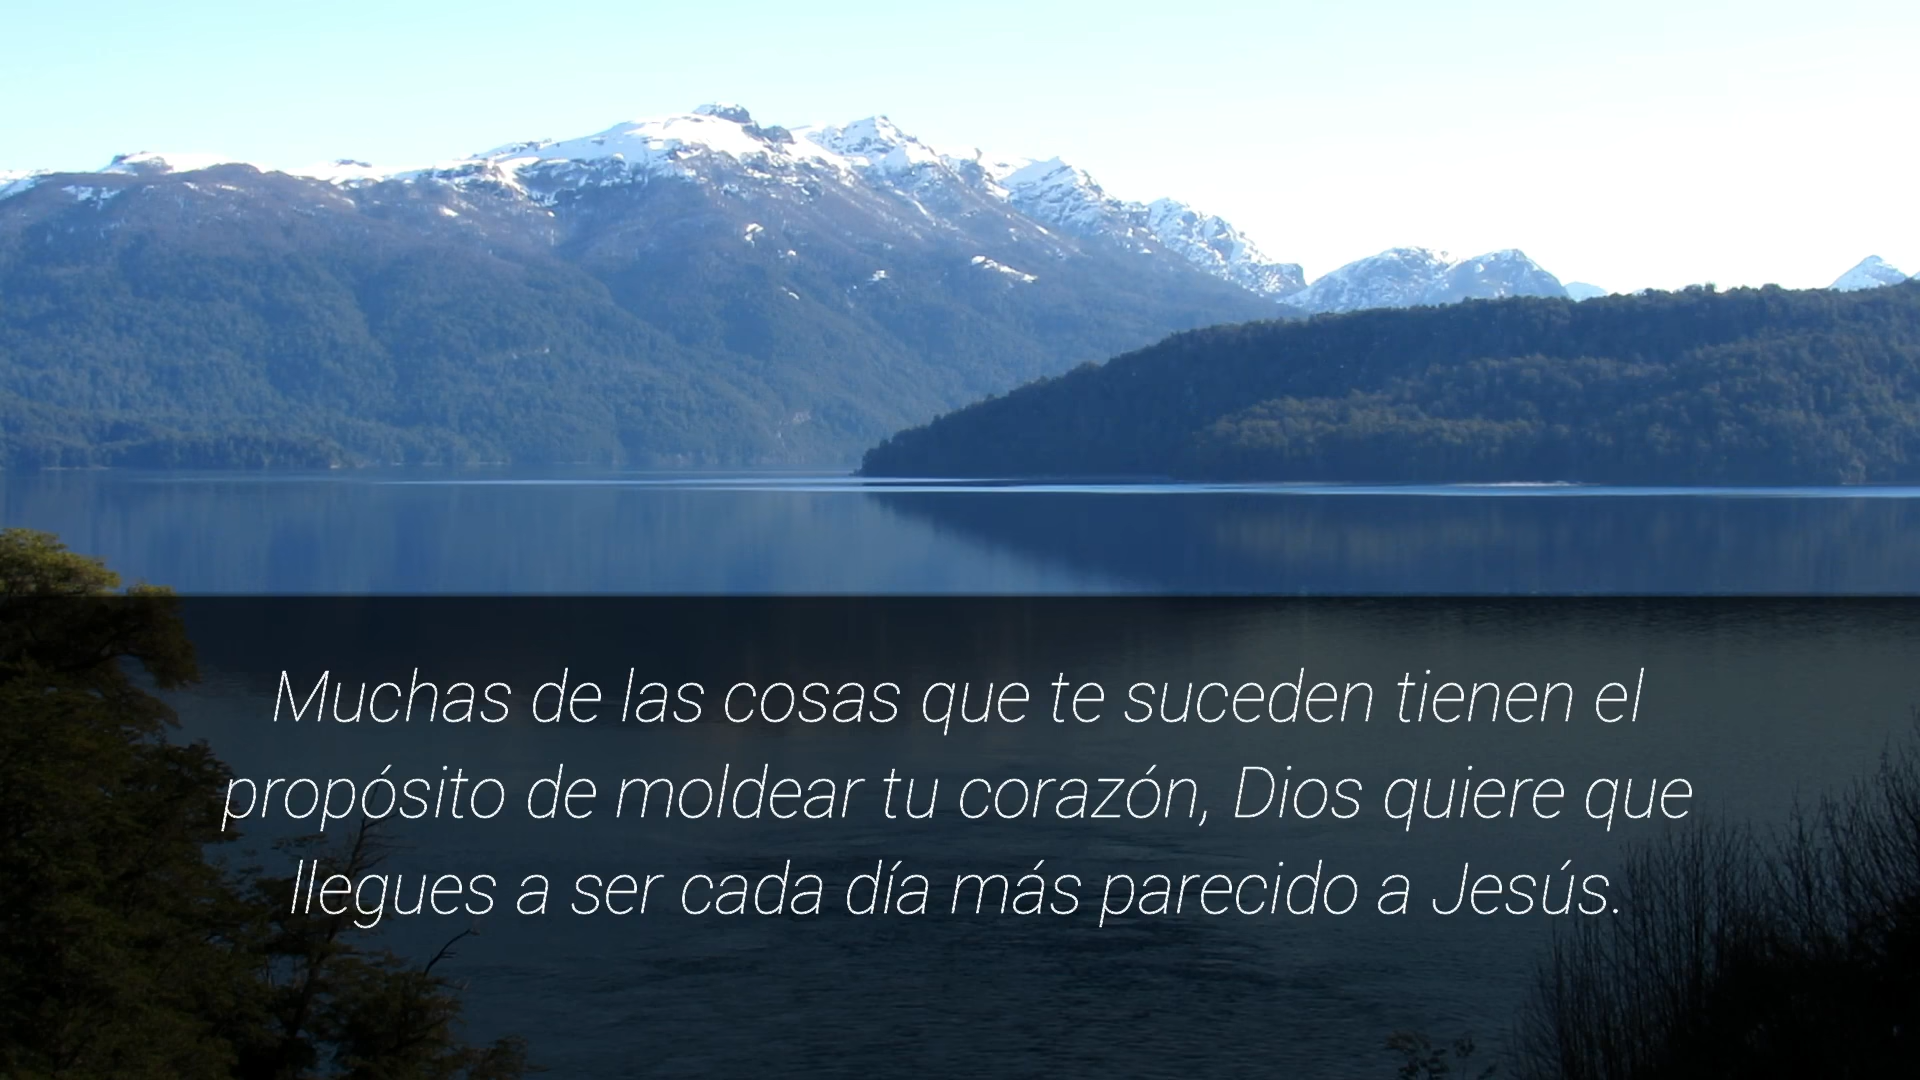 Muchas de las cosas que te suceden tienen el
propósito de moldear tu corazón, Dios quiere que
llegues a ser cada día más parecido a Jesús.